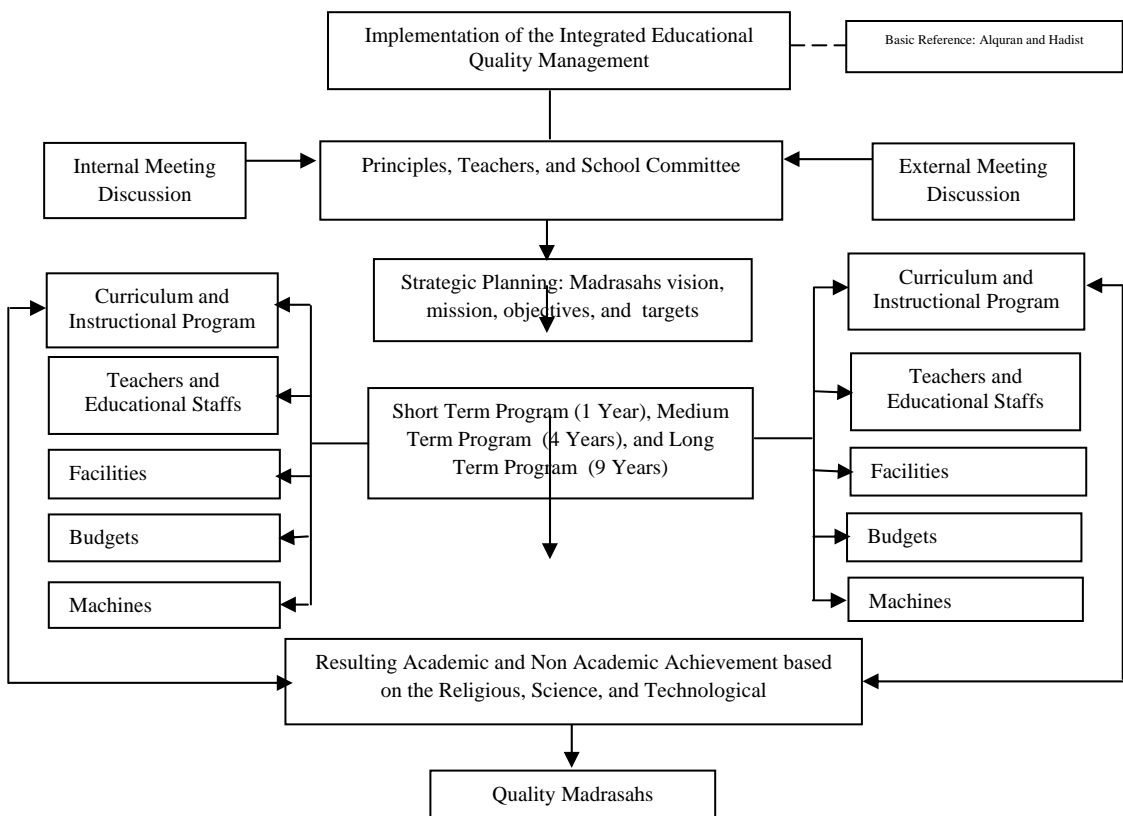 Implementation of the Integrated Educational
Quality Management
Basic Reference: Alquran and Hadist
Internal Meeting
Discussion
Principles, Teachers, and School Committee
External Meeting
Discussion
Strategic Planning: Madrasahs vision,
mission, objectives, and targets
Curriculum and
Instructional Program
Teachers and
Educational Staffs
Facilities
Budgets
Machines
Short Term Program (1 Year), Medium
Term Program (4 Years), and Long
Term Program (9 Years)
Curriculum and
Instructional Program
Teachers and
Educational Staffs
Facilities
Budgets
Machines
Resulting Academic and Non Academic Achievement based
on the Religious, Science, and Technological
Quality Madrasahs